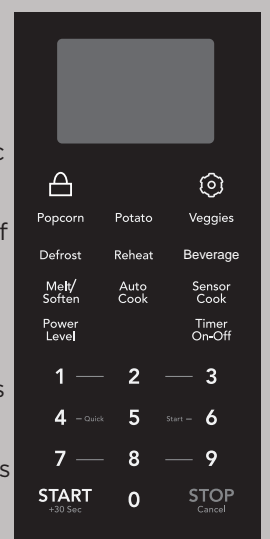 c
f
s
s
Popcorn Potato Veggies
Defrost Reheat Beverage
Melt/ Auto Sensor
Soften Cook Cook
Power Timer
Level On-Off
1 2 3
4 – Quick 5 Start – 6
7 8 9
START 0 STOP
+30 Sec Cancel